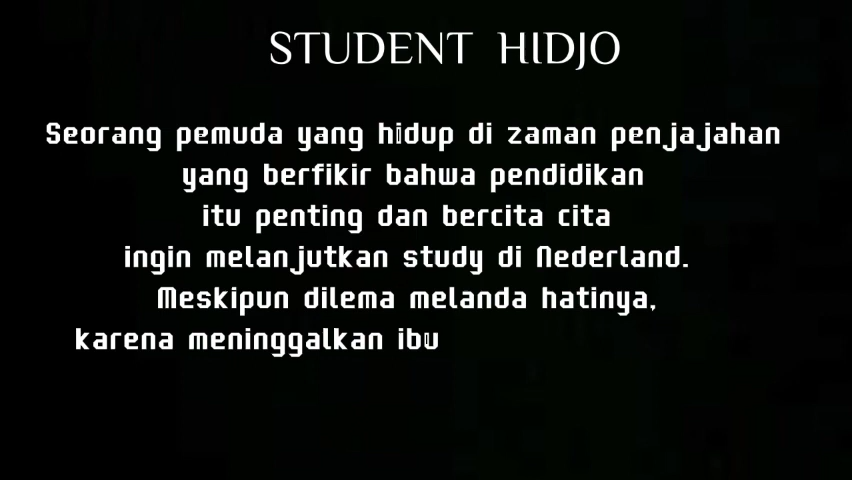 STUDENT HIDJO
Seorang pemuda yang hidup di zaman penjajahan
yang berfikir bahwa pendidikan
itu penting dan bercita cita
ingin melanjutkan study di Nederland.
Meskipun dilema melanda hatinya,
karena meninggalkan ibu